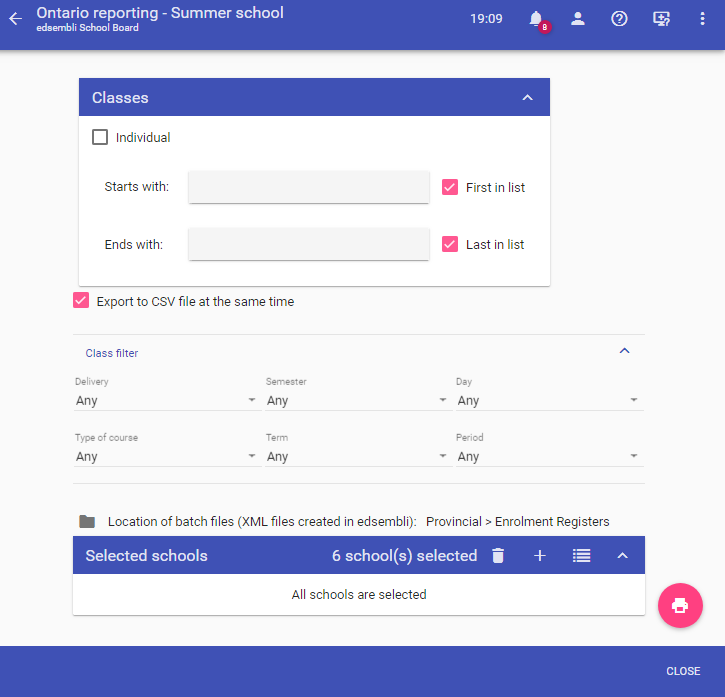 Ontario reporting - Summer school
edsembli School Board
19:09
8
Classes
Individual
Starts with:
First in list
Ends with:
Last in list
Export to CSV file at the same time
Class filter
Delivery Semester Day
Any Any Any
Type of course Term Period
Any Any Any
Location of batch files (XML files created in edsembli): Provincial > Enrolment Registers
Selected schools 6 school(s) selected
All schools are selected
CLOSE